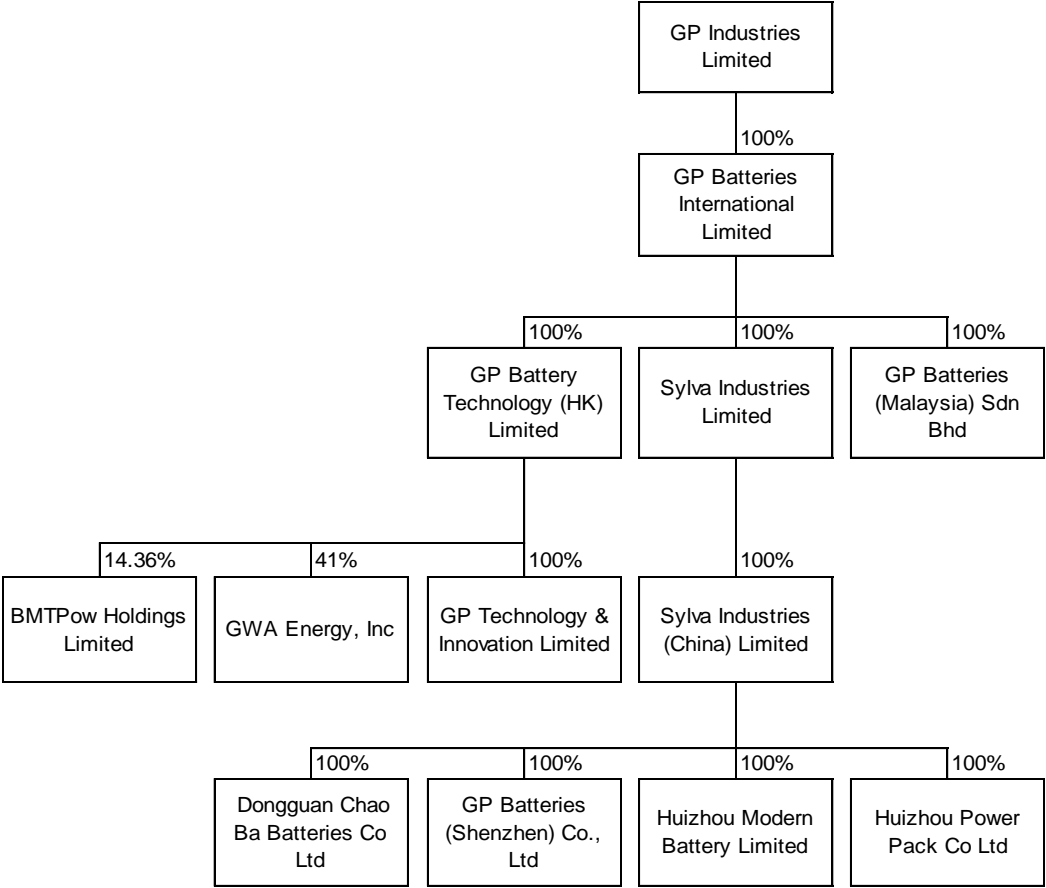 GP Industries
Limited
100%
GP Batteries
International
Limited
100%
100%
100%
GP Battery
Technology (HK)
Limited
Sylva Industries
Limited
GP Batteries
(Malaysia) Sdn
Bhd
14.36%
41%
100%
100%
BMTPow Holdings
Limited
GWA Energy, Inc
GP Technology &
Innovation Limited
Sylva Industries
(China) Limited
100%
100%
100%
100%
Dongguan Chao
Ba Batteries Co
Ltd
GP Batteries
(Shenzhen) Co.,
Ltd
Huizhou Modern
Battery Limited
Huizhou Power
Pack Co Ltd